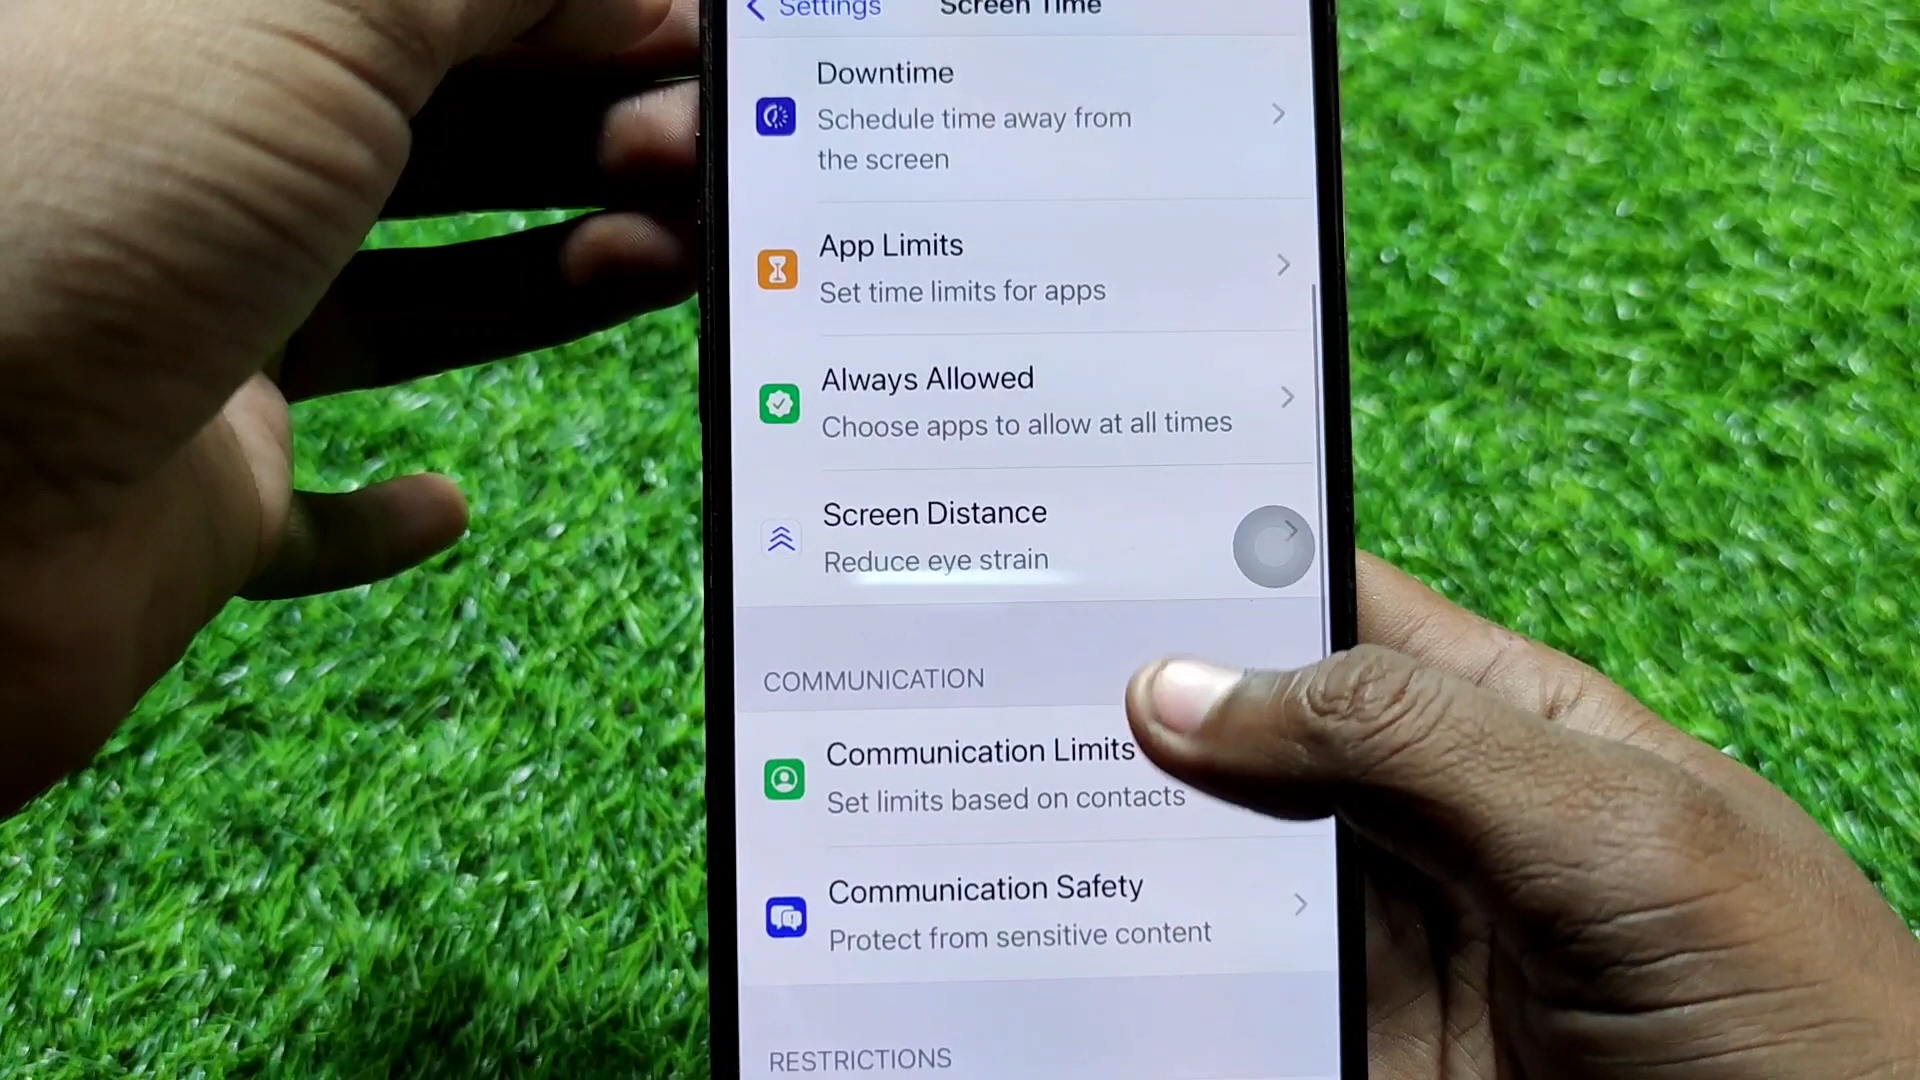 Settings
Screen Time
Downtime
Schedule time away from
the screen
App Limits
Set time limits for apps
Always Allowed
Choose apps to allow at all times
Screen Distance
Reduce eye strain
COMMUNICATION
Communication Limits
Set limits based on contacts
Communication Safety
Protect from sensitive content
RESTRICTIONS